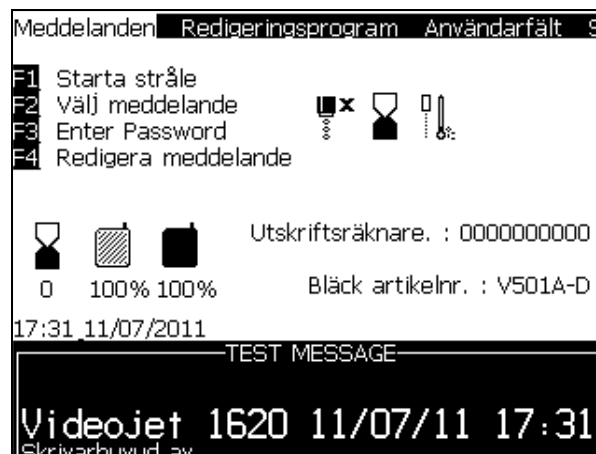 Meddelanden Redigeringsprogram Användarfält S
F1 Starta stråle
F2 Välj meddelande
F3 Enter Password
F4 Redigera meddelande
Utskriftsräknare. : 0000000000
0 100% 100% Bläck artikelnr. : V501A-D
17:31 11/07/2011
TEST MESSAGE
Videojet 1620 11/07/11 17:31
Skrivarhuvud av